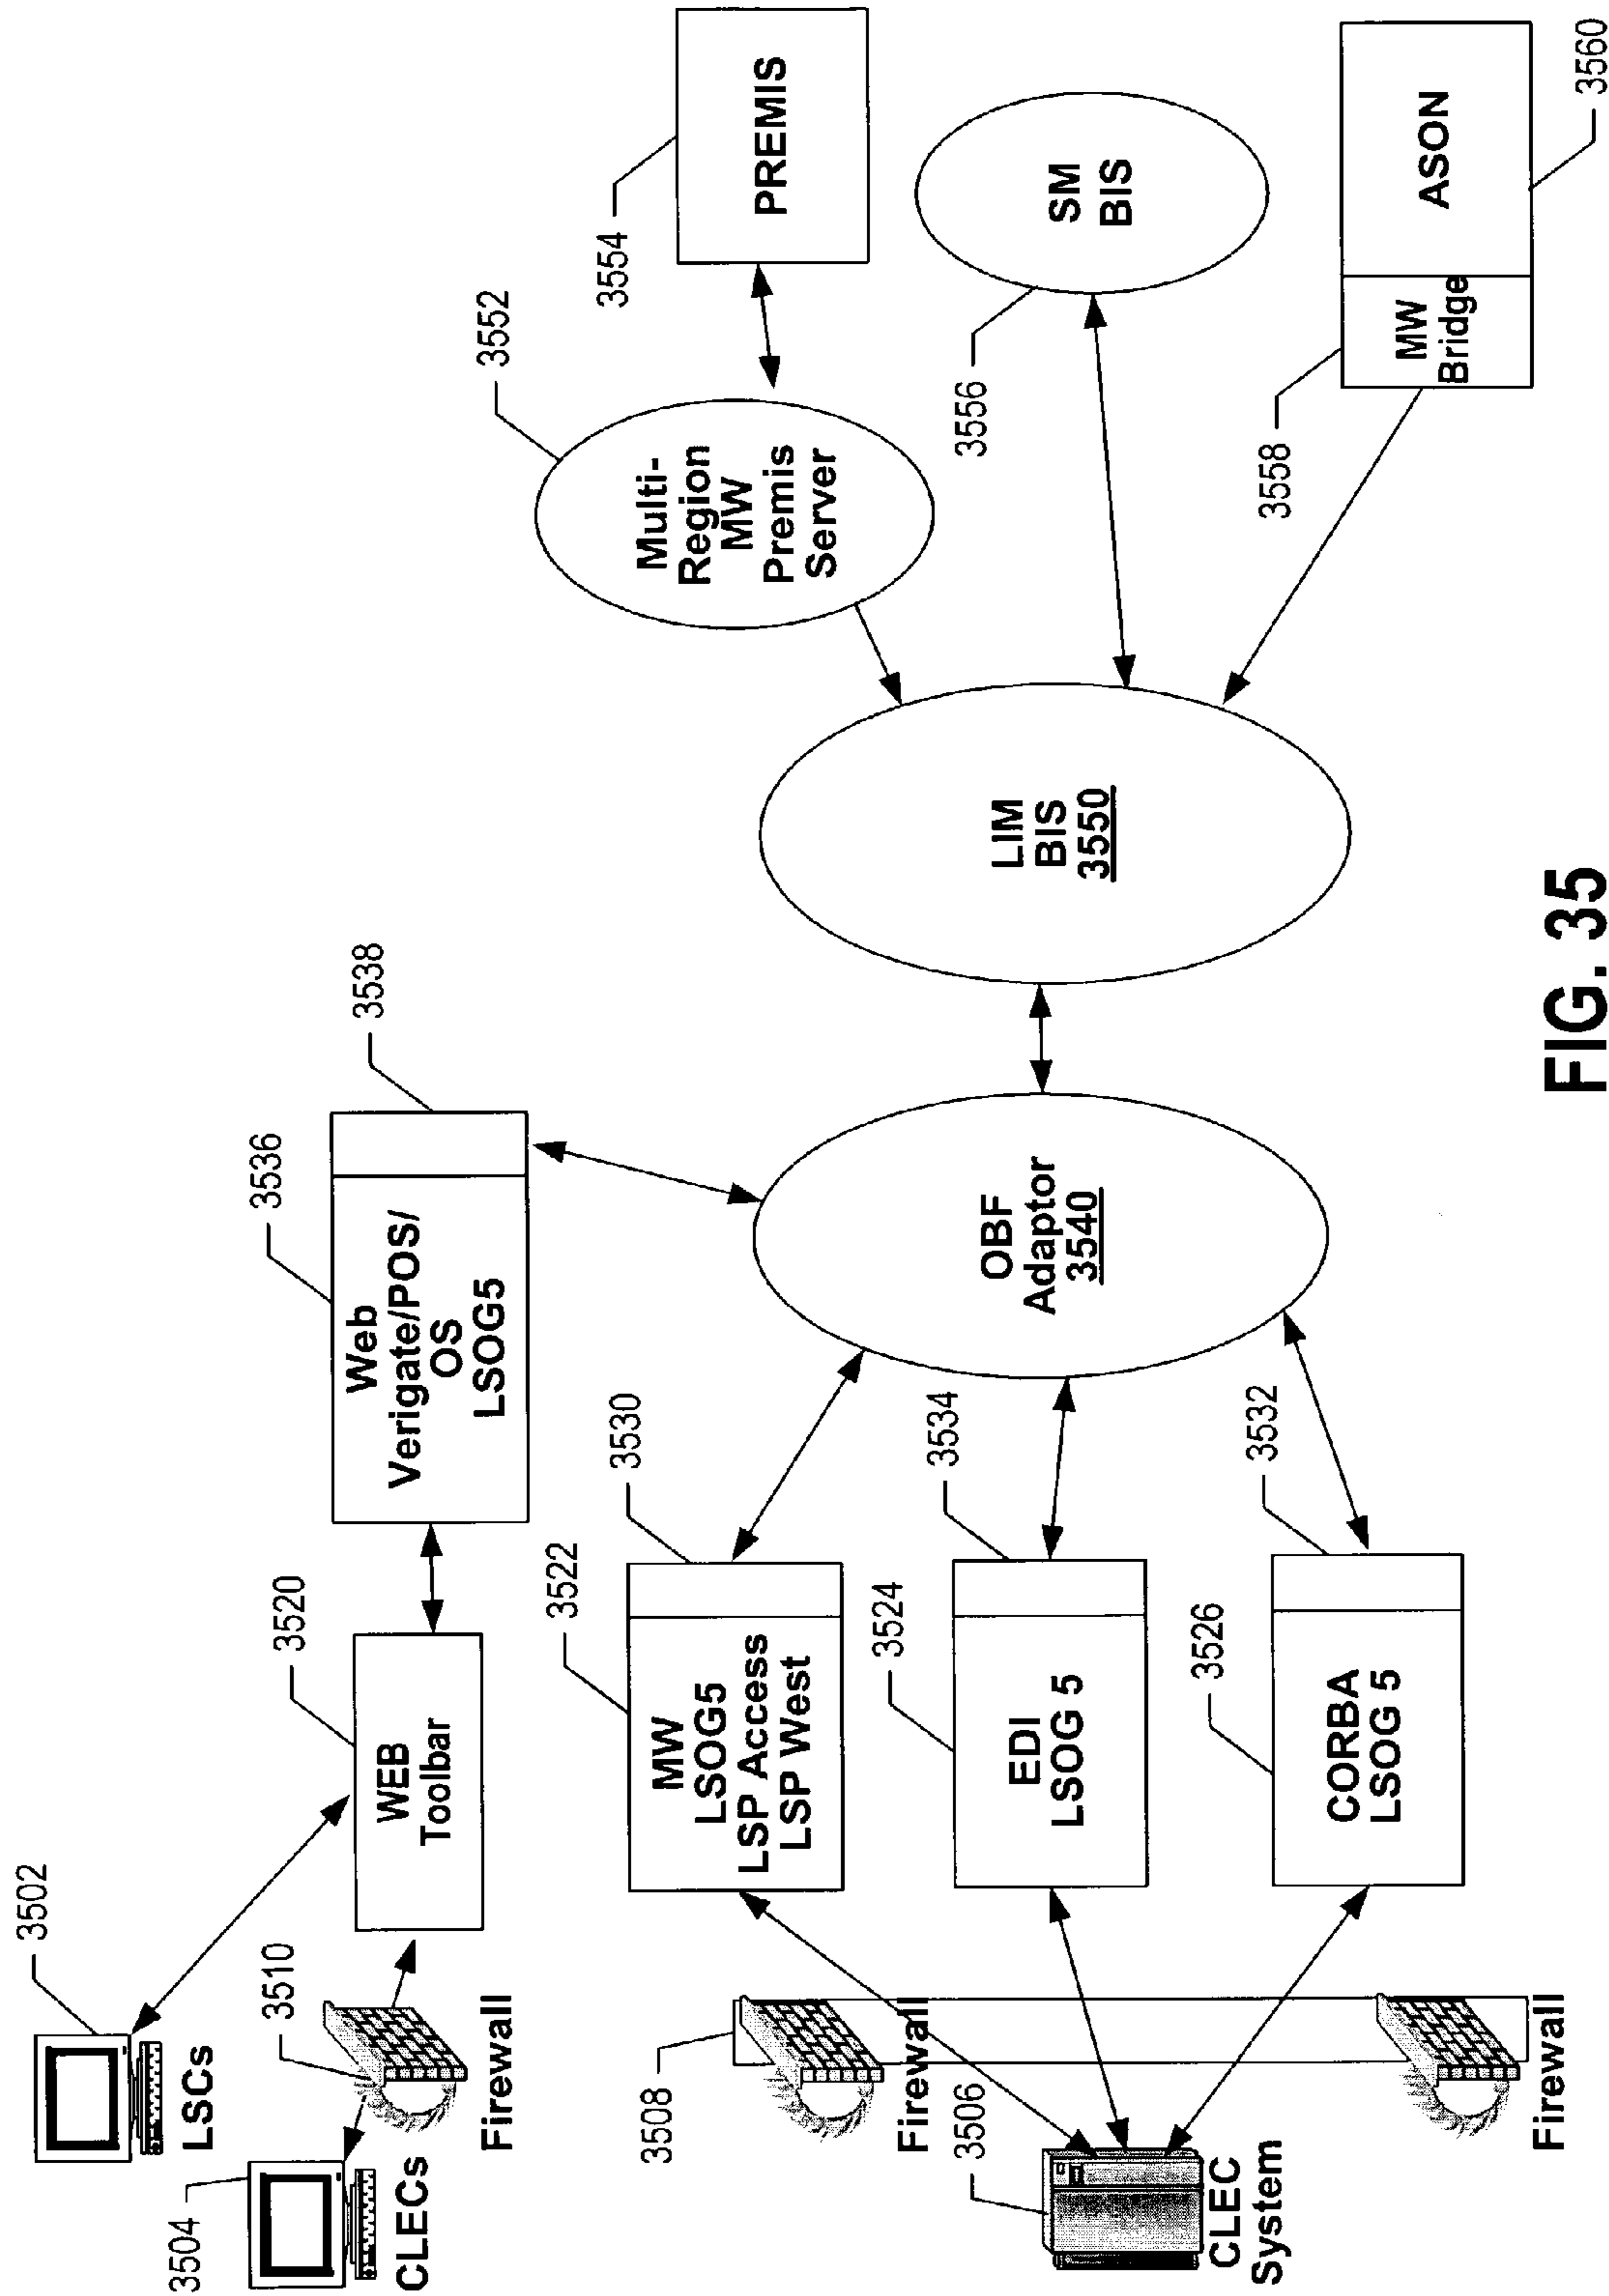 3502
LSCs
3504
CLECs
3510
Firewall
3520
WEB
Toolbar
3536
3538
Web
Verigate/POS/
OS
LSOG5
3508
Firewall
3506
CLEC
System
Firewall
3522
3530
MW
LSOG5
LSP Access
LSP West
3524
3534
EDI
LSOG 5
3526
3532
CORBA
LSOG 5
OBF
Adaptor
3540
LIM
BIS
3550
3552
Multi-
Region
MW
Premis
Server
3554
PREMIS
3556
SM
BIS
3558
MW
Bridge
ASON
3560
FIG. 35